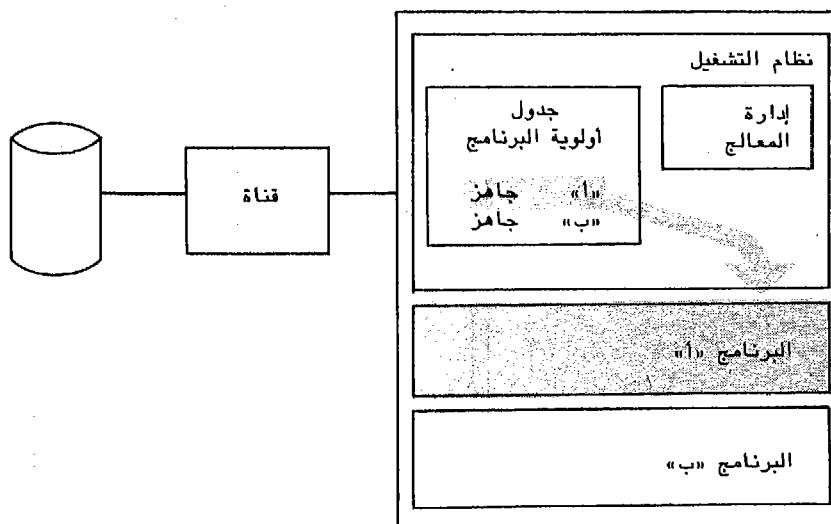 نظام التشغيل
إدارة
المعالج
جدول
أولوية البرنامج
«أ» جاهز
«ب» جاهز
قناة
البرنامج «أ»
البرنامج «ب»